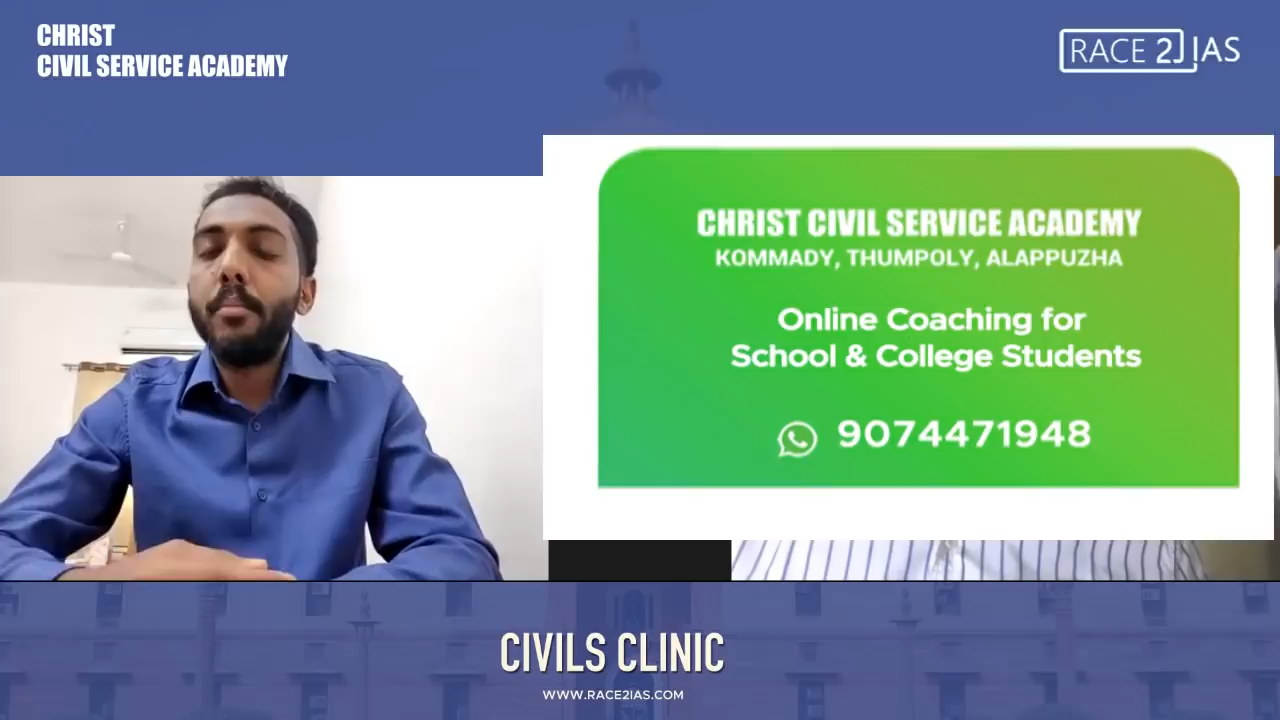 CHRIST
CIVIL SERVICE ACADEMY
RACE 2 IAS
CHRIST CIVIL SERVICE ACADEMY
KOMMADY, THUMPOLY, ALAPPUZHA
Online Coaching for
School & College Students
9074471948
CIVILS CLINIC
WWW.RACE2IAS.COM